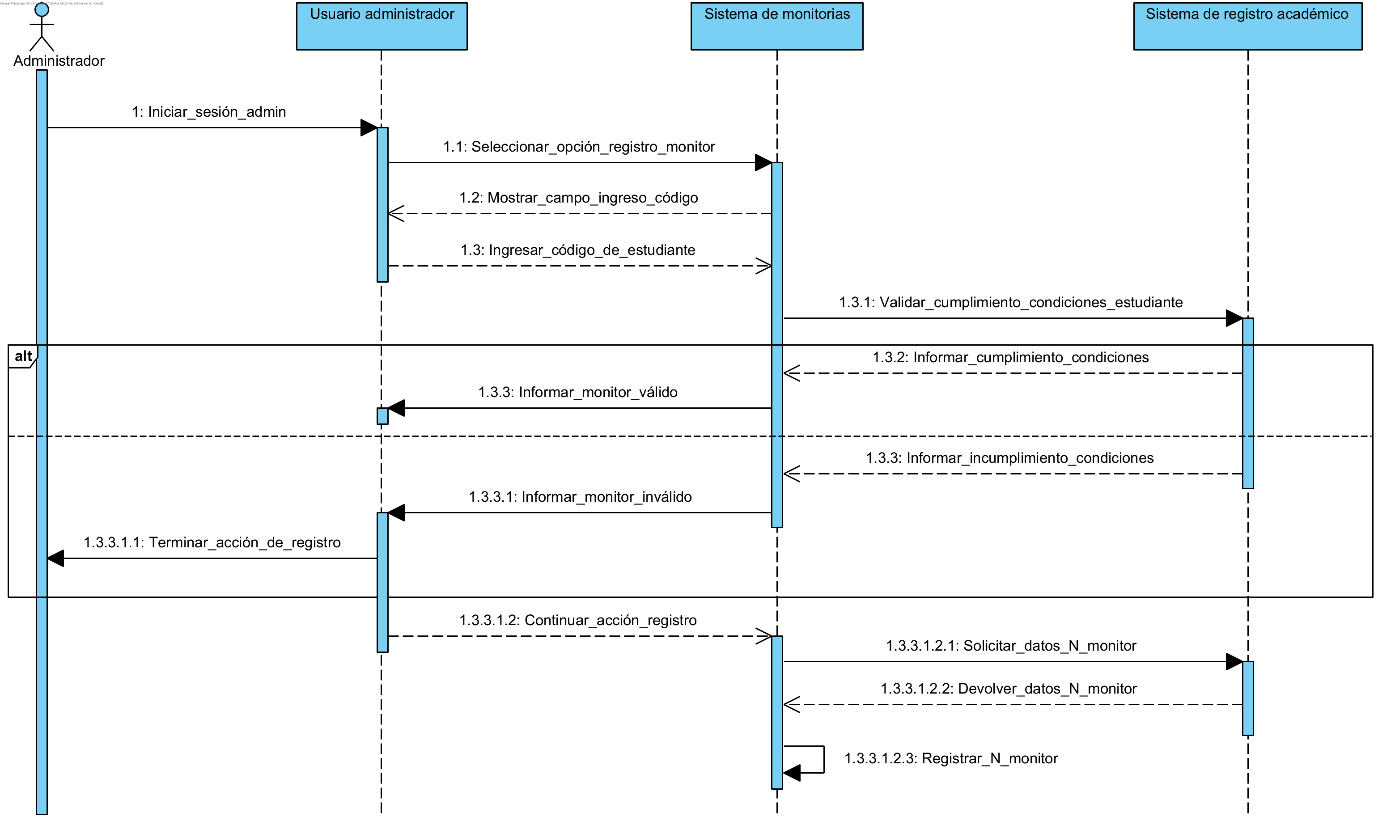 Usuario administrador
Sistema de monitorias
Sistema de registro académico
Administrador
1: Iniciar_sesión_admin
1.1: Seleccionar_opción_registro_monitor
1.2: Mostrar_campo_ingreso_código
1.3: Ingresar_código_de_estudiante
1.3.1: Validar_cumplimiento_condiciones_estudiante
alt
1.3.2: Informar_cumplimiento_condiciones
1.3.3: Informar_monitor_válido
1.3.3: Informar_incumplimiento_condiciones
1.3.3.1: Informar_monitor_inválido
1.3.3.1.1: Terminar_acción_de_registro
1.3.3.1.2: Continuar_acción_registro
1.3.3.1.2.1: Solicitar_datos_N_monitor
1.3.3.1.2.2: Devolver_datos_N_monitor
1.3.3.1.2.3: Registrar_N_monitor